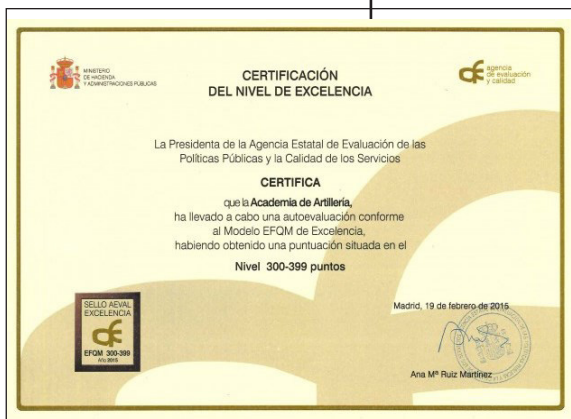 MINISTERIO
DE HACIENDA
Y ADMINISTRACIONES PÚBLICAS
CERTIFICACIÓN
DEL NIVEL DE EXCELENCIA
agencia
de evaluación
y calidad
La Presidenta de la Agencia Estatal de Evaluación de las
Políticas Públicas y la Calidad de los Servicios
CERTIFICA
que la Academia de Artillería,
ha llevado a cabo una autoevaluación conforme
al Modelo EFQM de Excelencia,
habiendo obtenido una puntuación situada en el
Nivel 300-399 puntos
SELLO AEVAL
EXCELENCIA
EFQM 300-399
Año 2015
Madrid, 19 de febrero de 2015
Ana Mª Ruiz Martínez